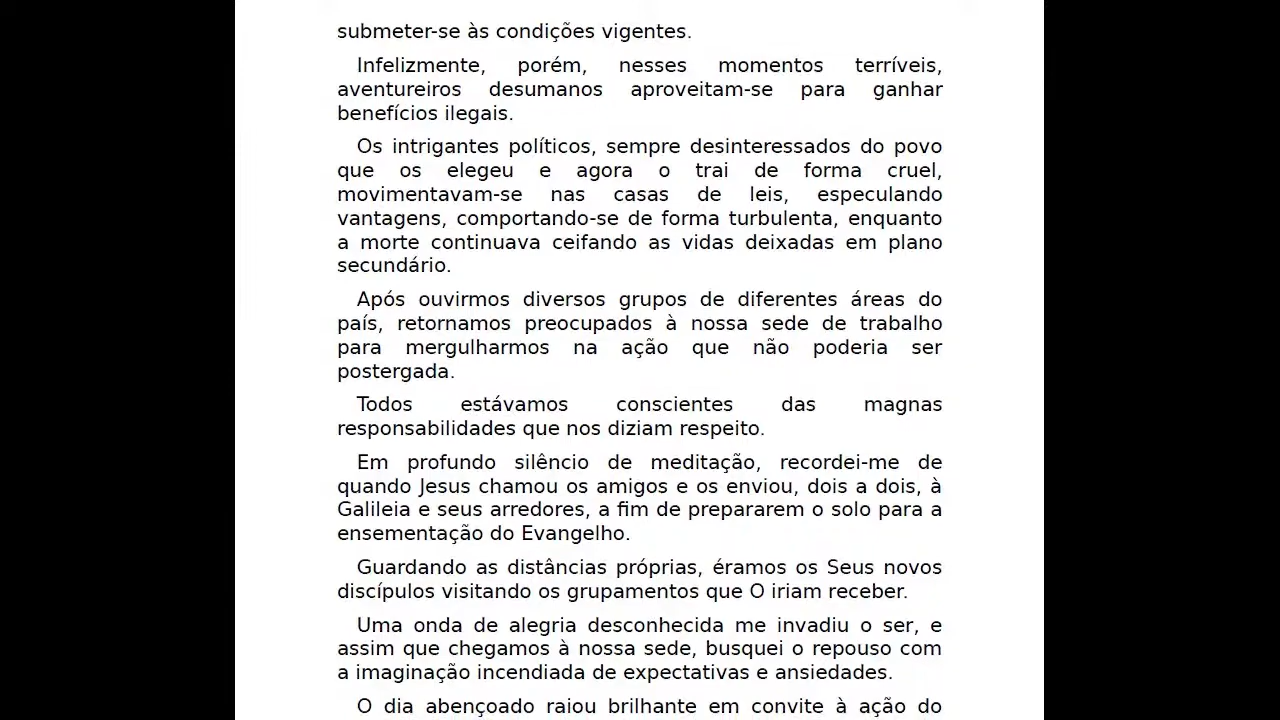 submeter-se às condições vigentes.
Infelizmente, porém, nesses momentos terríveis,
aventureiros desumanos aproveitam-se para ganhar
benefícios ilegais.
Os intrigantes políticos, sempre desinteressados do povo
que os elegeu e agora o trai de forma cruel,
movimentavam-se nas casas de leis, especulando
vantagens, comportando-se de forma turbulenta, enquanto
a morte continuava ceifando as vidas deixadas em plano
secundário.
Após ouvirmos diversos grupos de diferentes áreas do
país, retornamos preocupados à nossa sede de trabalho
para mergulharmos na ação que não poderia ser
postergada.
Todos estávamos conscientes das magnas
responsabilidades que nos diziam respeito.
Em profundo silêncio de meditação, recordei-me de
quando Jesus chamou os amigos e os enviou, dois a dois, à
Galileia e seus arredores, a fim de prepararem o solo para a
ensementação do Evangelho.
Guardando as distâncias próprias, éramos os Seus novos
discípulos visitando os grupamentos que O iriam receber.
Uma onda de alegria desconhecida me invadiu o ser, e
assim que chegamos à nossa sede, busquei o repouso com
a imaginação incendiada de expectativas e ansiedades.
O dia abençoado raiou brilhante em convite à ação do